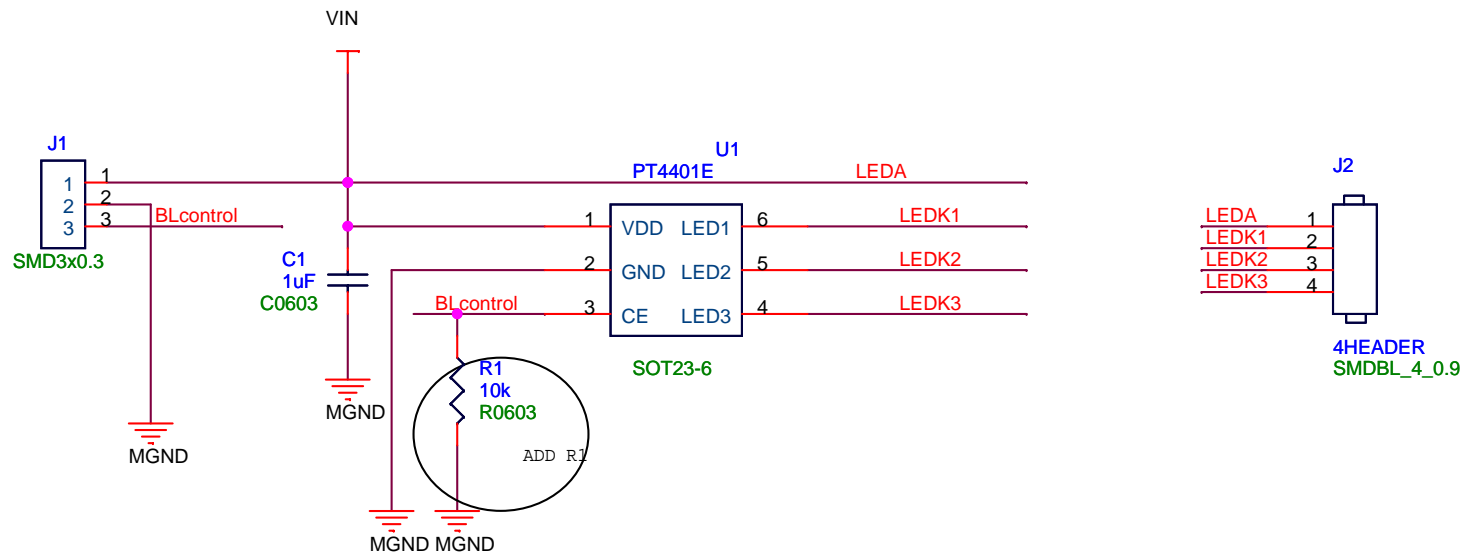 VIN
J1
1
2
3
1
2
3
BLcontrol
SMD3x0.3
C1
1uF
C0603
MGND
MGND
U1
PT4401E
LEDA
1
VDD
LED1
6
LEDK1
2
GND
LED2
5
LEDK2
BLcontrol
3
CE
LED3
4
LEDK3
SOT23-6
R1
10k
R0603
ADD R1
MGND
MGND
J2
LEDA
1
LEDK1
2
LEDK2
3
LEDK3
4
4HEADER
SMDBL_4_0.9